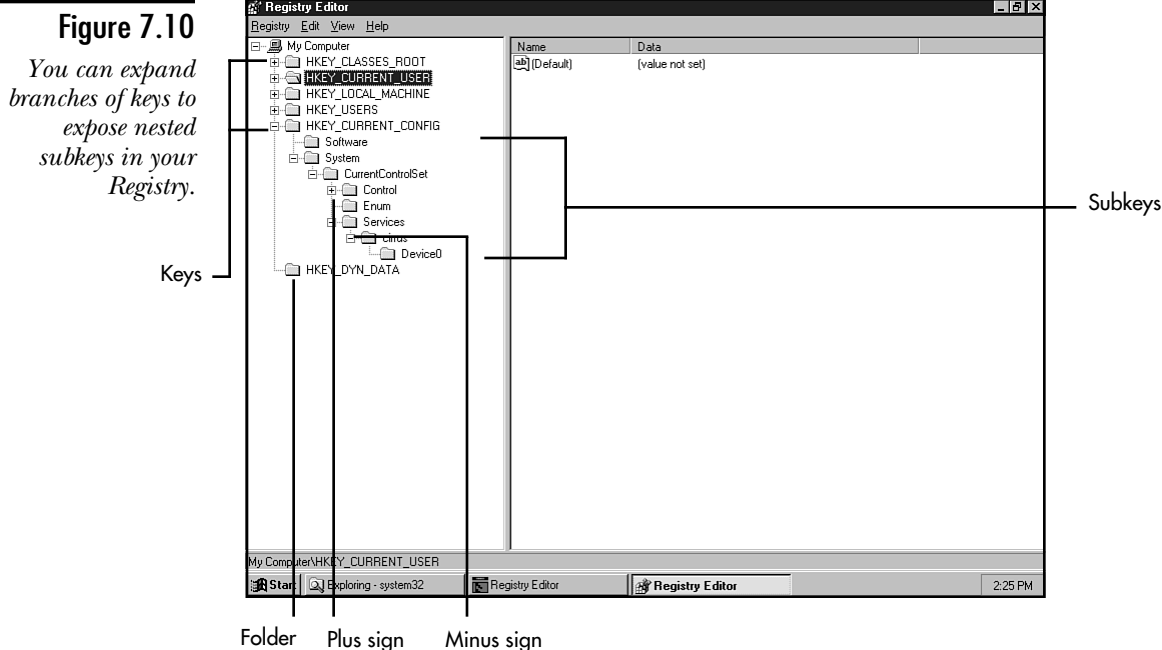 Figure 7.10
You can expand
branches of keys to
expose nested
subkeys in your
Registry.
Registry Editor
Registry Edit View Help
My Computer
HKEY_CLASSES_ROOT
HKEY_CURRENT_USER
HKEY_LOCAL_MACHINE
HKEY_USERS
HKEY_CURRENT_CONFIG
Software
System
CurrentControlSet
Control
Enum
Services
cirrus
Device0
HKEY_DYN_DATA
Name Data
ab (Default) (value not set)
Keys
Subkeys
My Computer\HKEY_CURRENT_USER
Start Exploring - system32 Registry Editor Registry Editor 2:25 PM
Folder Plus sign Minus sign